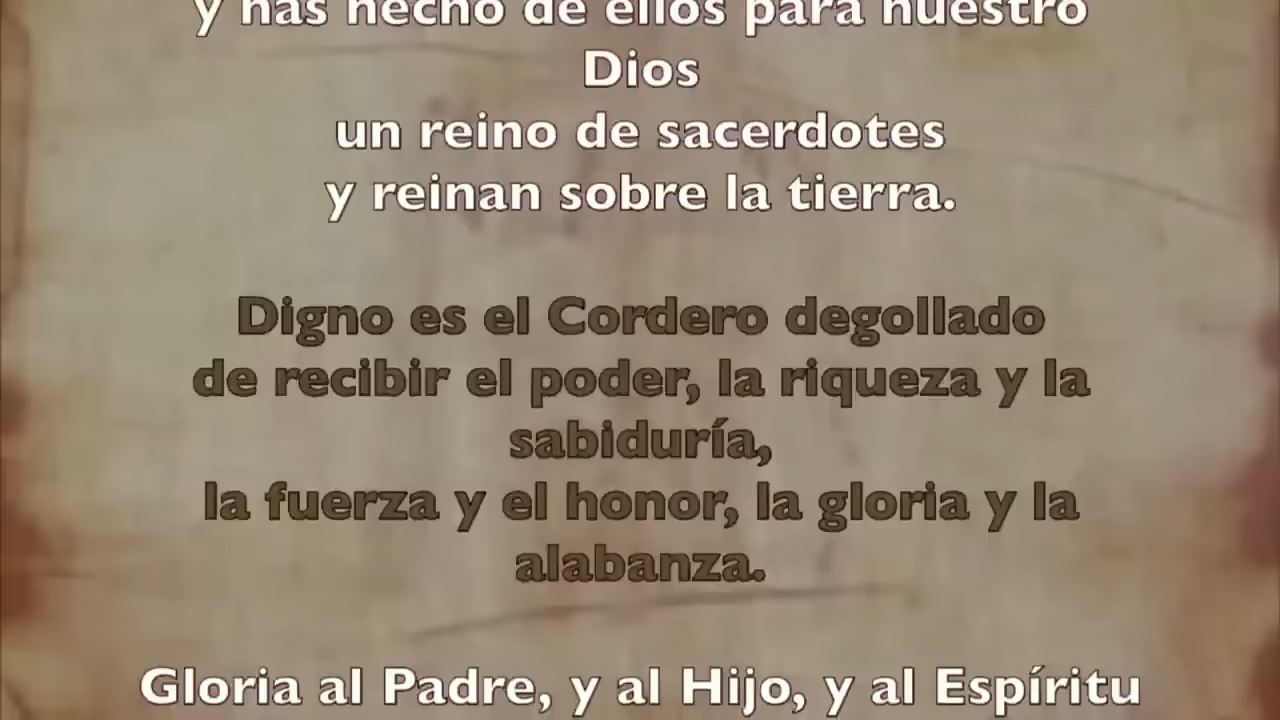 y has hecho de ellos para nuestro
Dios
un reino de sacerdotes
y reinan sobre la tierra.
Digno es el Cordero degollado
de recibir el poder, la riqueza y la
sabiduría,
la fuerza y el honor, la gloria y la
alabanza.
Gloria al Padre, y al Hijo, y al Espíritu